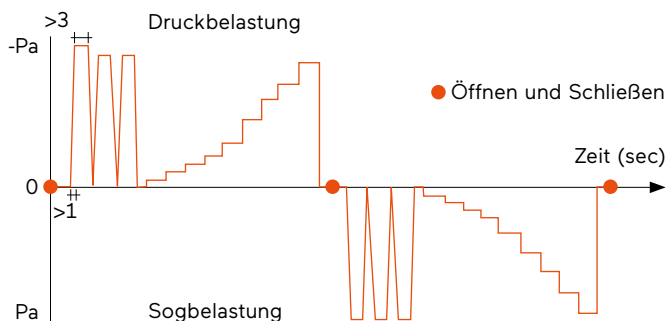 >3
Druckbelastung
-Pa
Öffnen und Schließen
Zeit (sec)
0
>1
Pa
Sogbelastung